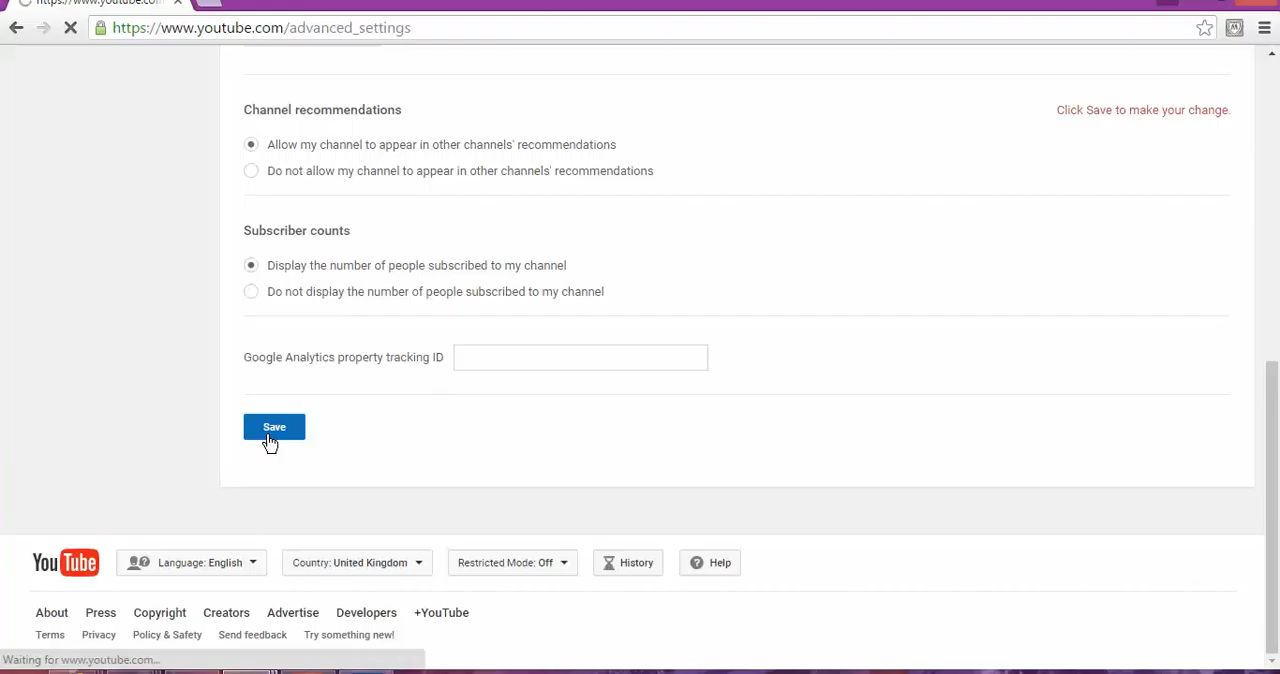 https://www.youtube.com
https://www.youtube.com/advanced_settings
Channel recommendations
Click Save to make your change.
Allow my channel to appear in other channels' recommendations
Do not allow my channel to appear in other channels' recommendations
Subscriber counts
Display the number of people subscribed to my channel
Do not display the number of people subscribed to my channel
Google Analytics property tracking ID
Save
YouTube
Language: English
Country: United Kingdom
Restricted Mode: Off
History
Help
About Press Copyright Creators Advertise Developers +YouTube
Terms Privacy Policy & Safety Send feedback Try something new!
Waiting for www.youtube.com...